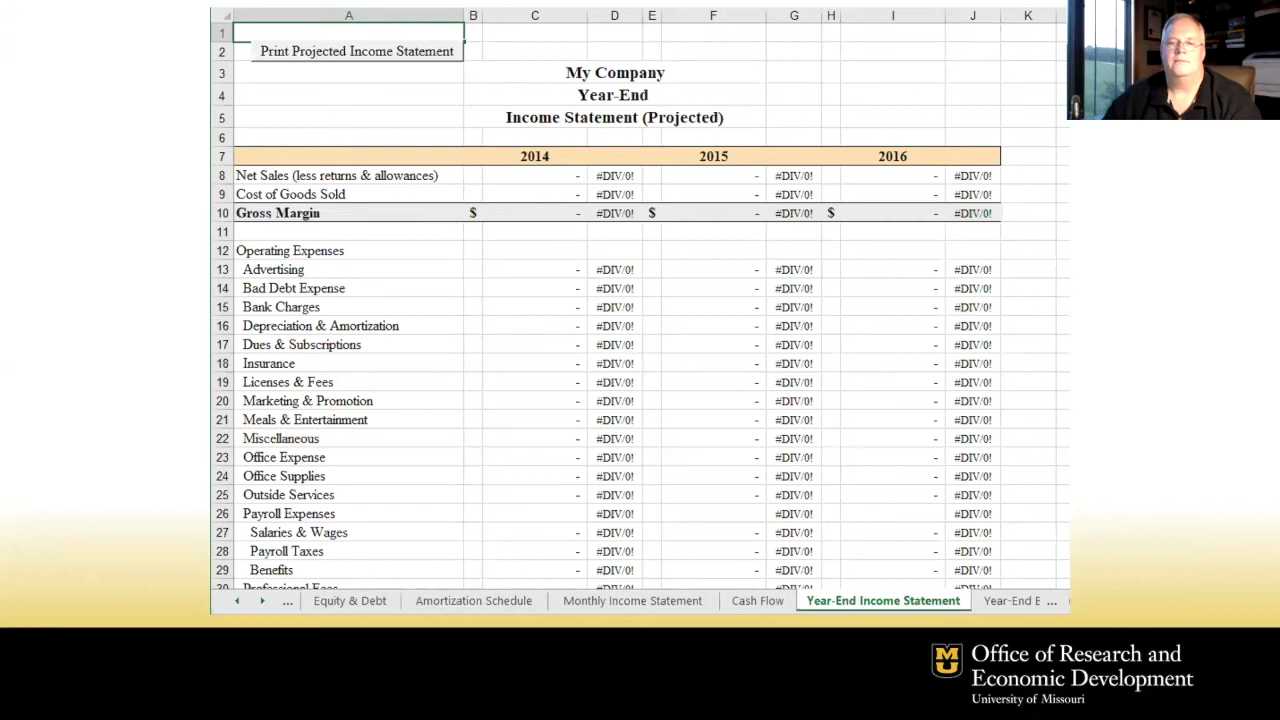 A B C D E F G H I J K
1
2 Print Projected Income Statement
3 My Company
4 Year-End
5 Income Statement (Projected)
6
7 2014 2015 2016
8 Net Sales (less returns & allowances) - #DIV/0! - #DIV/0! - #DIV/0!
9 Cost of Goods Sold - #DIV/0! - #DIV/0! - #DIV/0!
10 Gross Margin $ - #DIV/0! $ - #DIV/0! $ - #DIV/0!
11
12 Operating Expenses
13 Advertising - #DIV/0! - #DIV/0! - #DIV/0!
14 Bad Debt Expense - #DIV/0! - #DIV/0! - #DIV/0!
15 Bank Charges - #DIV/0! - #DIV/0! - #DIV/0!
16 Depreciation & Amortization - #DIV/0! - #DIV/0! - #DIV/0!
17 Dues & Subscriptions - #DIV/0! - #DIV/0! - #DIV/0!
18 Insurance - #DIV/0! - #DIV/0! - #DIV/0!
19 Licenses & Fees - #DIV/0! - #DIV/0! - #DIV/0!
20 Marketing & Promotion - #DIV/0! - #DIV/0! - #DIV/0!
21 Meals & Entertainment - #DIV/0! - #DIV/0! - #DIV/0!
22 Miscellaneous - #DIV/0! - #DIV/0! - #DIV/0!
23 Office Expense - #DIV/0! - #DIV/0! - #DIV/0!
24 Office Supplies - #DIV/0! - #DIV/0! - #DIV/0!
25 Outside Services - #DIV/0! - #DIV/0! - #DIV/0!
26 Payroll Expenses #DIV/0! #DIV/0! #DIV/0!
27 Salaries & Wages - #DIV/0! - #DIV/0! - #DIV/0!
28 Payroll Taxes - #DIV/0! - #DIV/0! - #DIV/0!
29 Benefits - #DIV/0! - #DIV/0! - #DIV/0!
30 Professional Fees #DIV/0! #DIV/0! #DIV/0!
... Equity & Debt Amortization Schedule Monthly Income Statement Cash Flow Year-End Income Statement Year-End E ...
MU
Office of Research and
Economic Development
University of Missouri